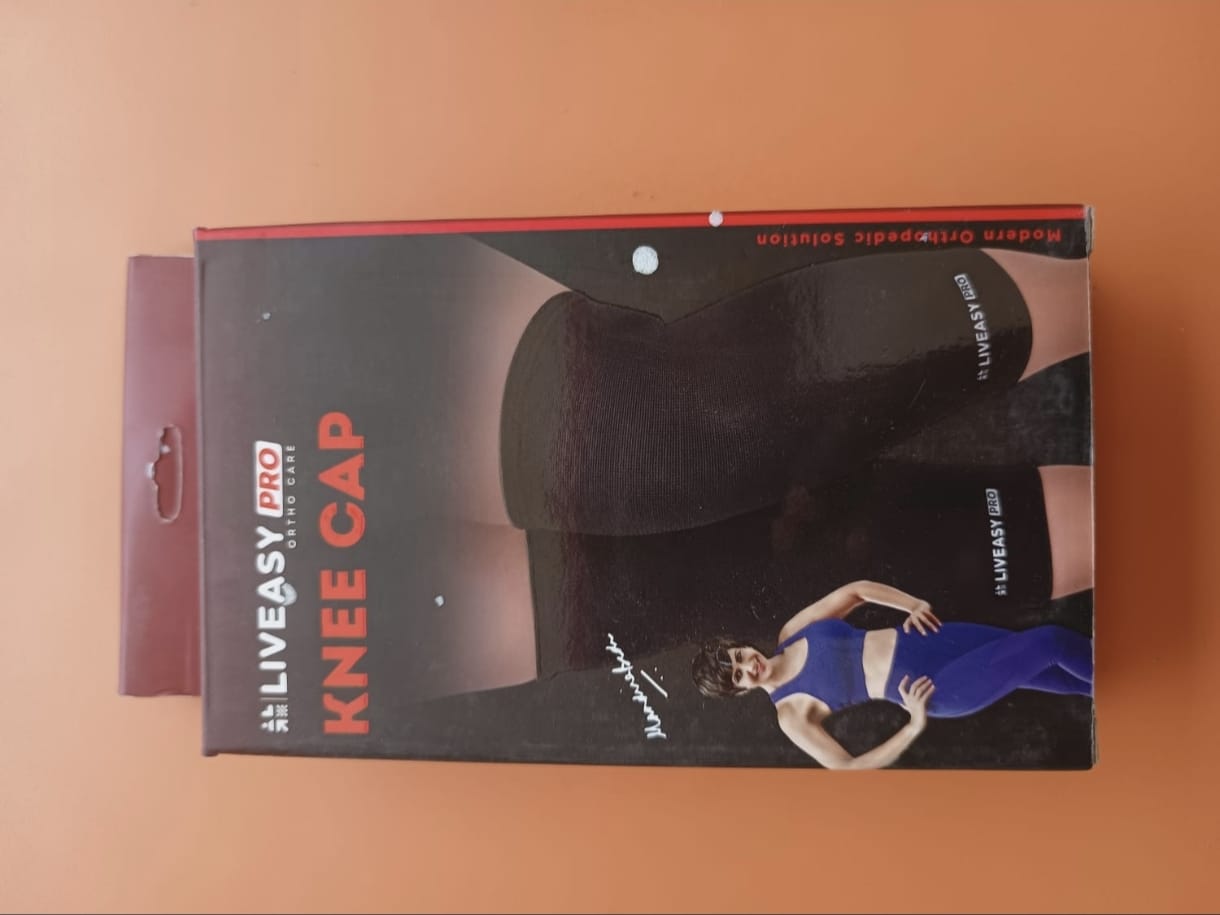 LIVEASY PRO
ORTHO CARE
KNEE CAP
Modern Orthopedic Solution
LIVEASY PRO
LIVEASY PRO